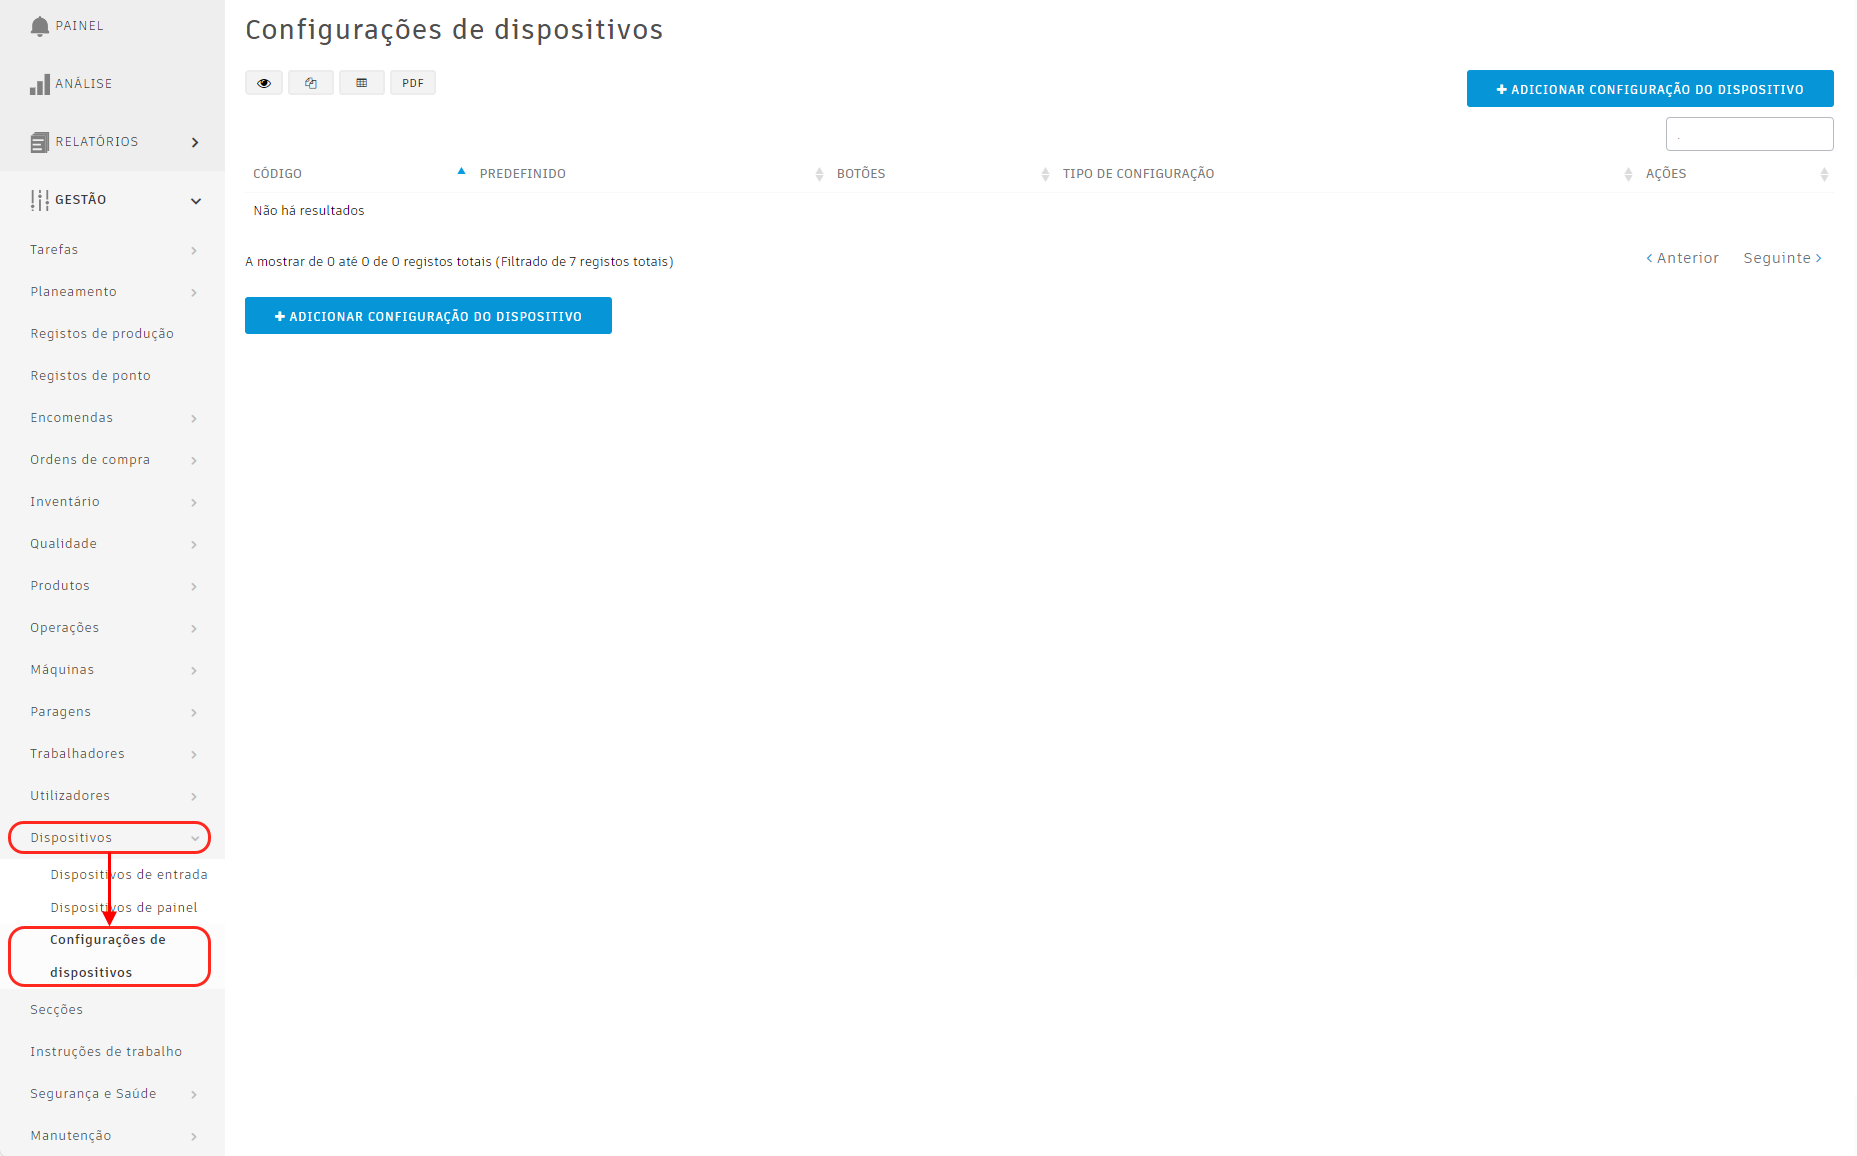 PAINEL
ANÁLISE
RELATÓRIOS
GESTÃO
Tarefas
Planeamento
Registos de produção
Registos de ponto
Encomendas
Ordens de compra
Inventário
Qualidade
Produtos
Operações
Máquinas
Paragens
Trabalhadores
Utilizadores
Dispositivos
Dispositivos de entrada
Dispositivos de painel
Configurações de
dispositivos
Secções
Instruções de trabalho
Segurança e Saúde
Manutenção
Configurações de dispositivos
PDF
ADICIONAR CONFIGURAÇÃO DO DISPOSITIVO
.
CÓDIGO PREDEFINIDO BOTÕES TIPO DE CONFIGURAÇÃO AÇÕES
Não há resultados
A mostrar de 0 até 0 de 0 registos totais (Filtrado de 7 registos totais)
Anterior Seguinte
ADICIONAR CONFIGURAÇÃO DO DISPOSITIVO